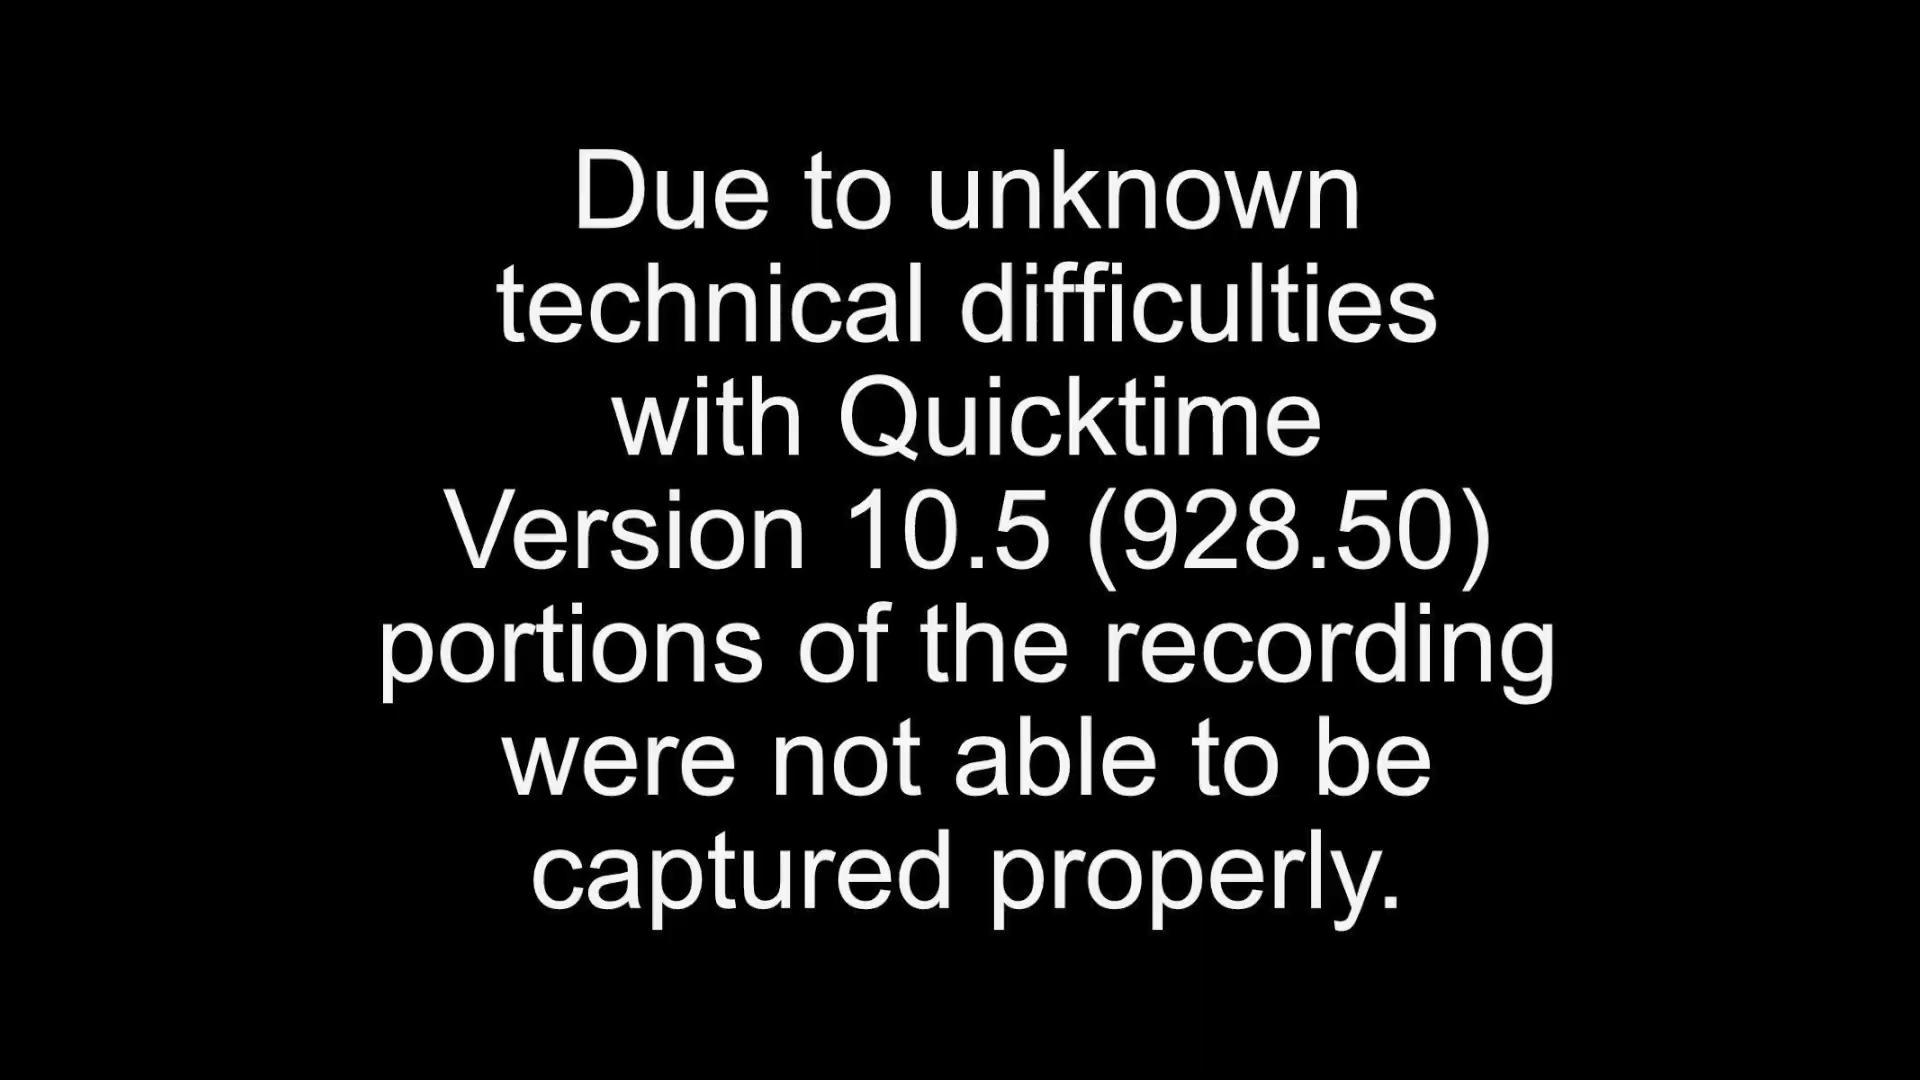 Due to unknown
technical difficulties
with Quicktime
Version 10.5 (928.50)
portions of the recording
were not able to be
captured properly.